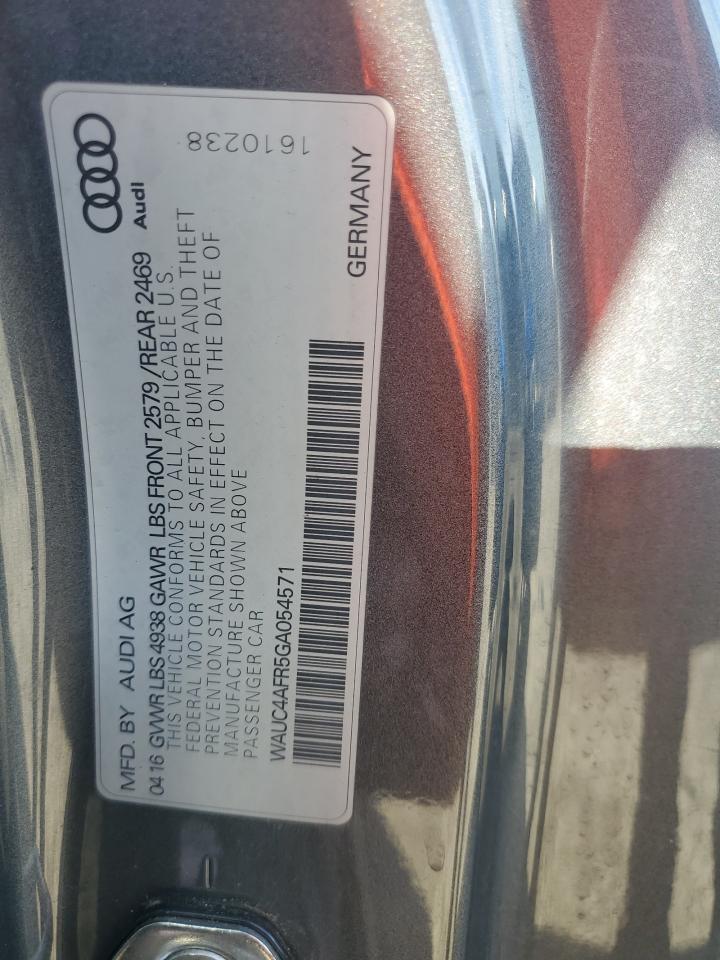 MFD. BY AUDI AG
Audi
04 16 GVWR LBS 4938 GAWR LBS FRONT 2579 /REAR 2469
THIS VEHICLE CONFORMS TO ALL APPLICABLE U.S.
FEDERAL MOTOR VEHICLE SAFETY, BUMPER AND THEFT
PREVENTION STANDARDS IN EFFECT ON THE DATE OF
MANUFACTURE SHOWN ABOVE
PASSENGER CAR
1610238
WAUC4AFR5GA054571
GERMANY